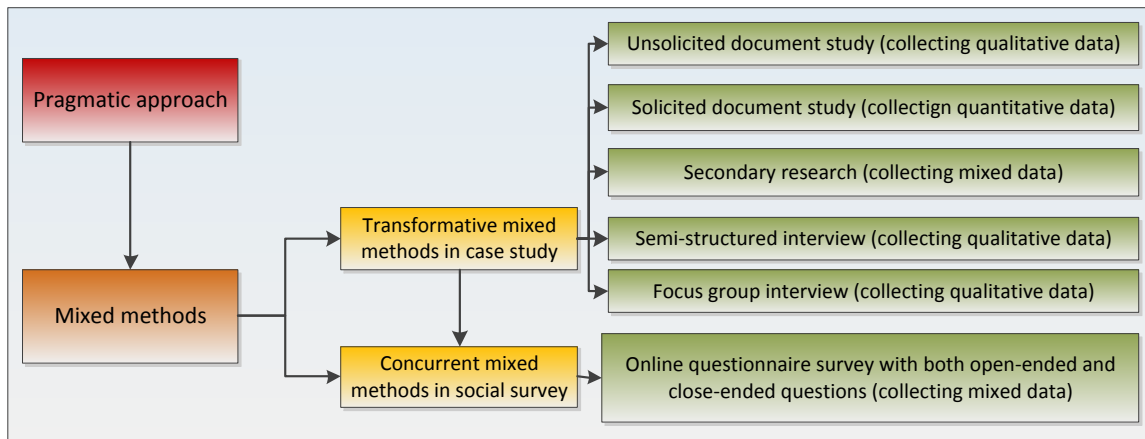 Pragmatic approach
Mixed methods
Transformative mixed
methods in case study
Concurrent mixed
methods in social survey
Unsolicited document study (collecting qualitative data)
Solicited document study (collectign quantitative data)
Secondary research (collecting mixed data)
Semi-structured interview (collecting qualitative data)
Focus group interview (collecting qualitative data)
Online questionnaire survey with both open-ended and
close-ended questions (collecting mixed data)